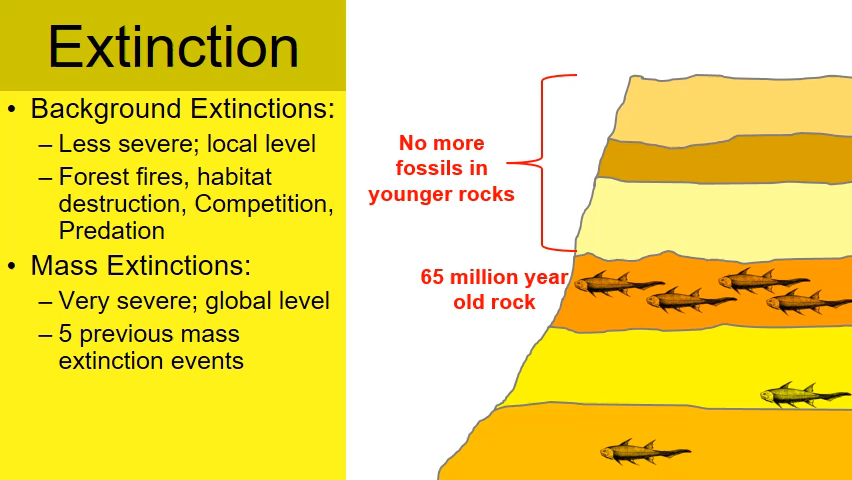 Extinction
• Background Extinctions:
– Less severe; local level
– Forest fires, habitat
destruction, Competition,
Predation
• Mass Extinctions:
– Very severe; global level
– 5 previous mass
extinction events
No more
fossils in
younger rocks
65 million year
old rock